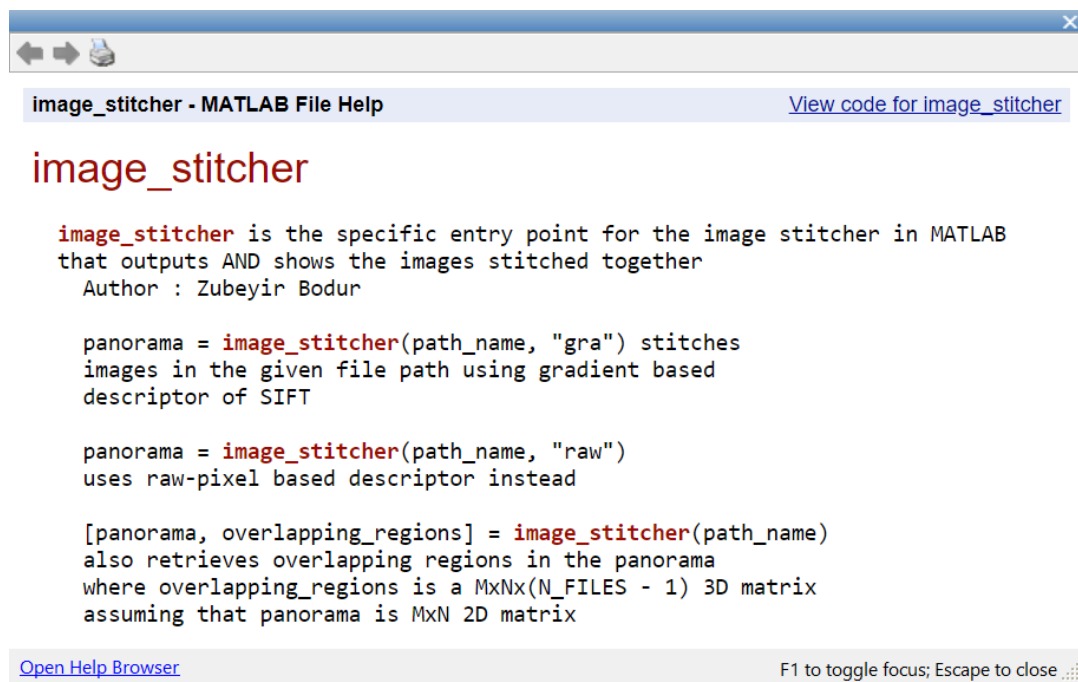 image_stitcher - MATLAB File Help View code for image_stitcher
image_stitcher
image_stitcher is the specific entry point for the image stitcher in MATLAB
that outputs AND shows the images stitched together
Author : Zubeyir Bodur
panorama = image_stitcher(path_name, "gra") stitches
images in the given file path using gradient based
descriptor of SIFT
panorama = image_stitcher(path_name, "raw")
uses raw-pixel based descriptor instead
[panorama, overlapping_regions] = image_stitcher(path_name)
also retrieves overlapping regions in the panorama
where overlapping_regions is a MxNx(N_FILES - 1) 3D matrix
assuming that panorama is MxN 2D matrix
Open Help Browser F1 to toggle focus; Escape to close